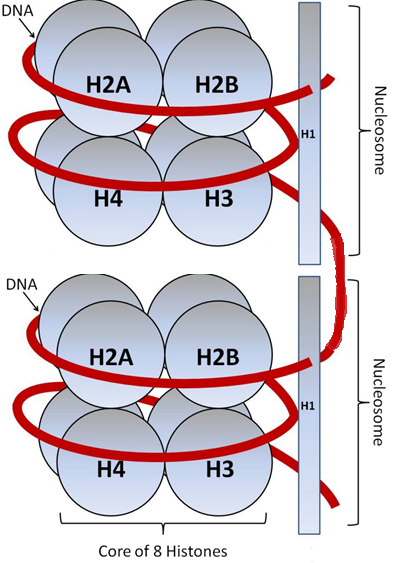 DNA
H2A H2B
H1
H4 H3
Nucleosome
DNA
H2A H2B
H1
H4 H3
Nucleosome
Core of 8 Histones